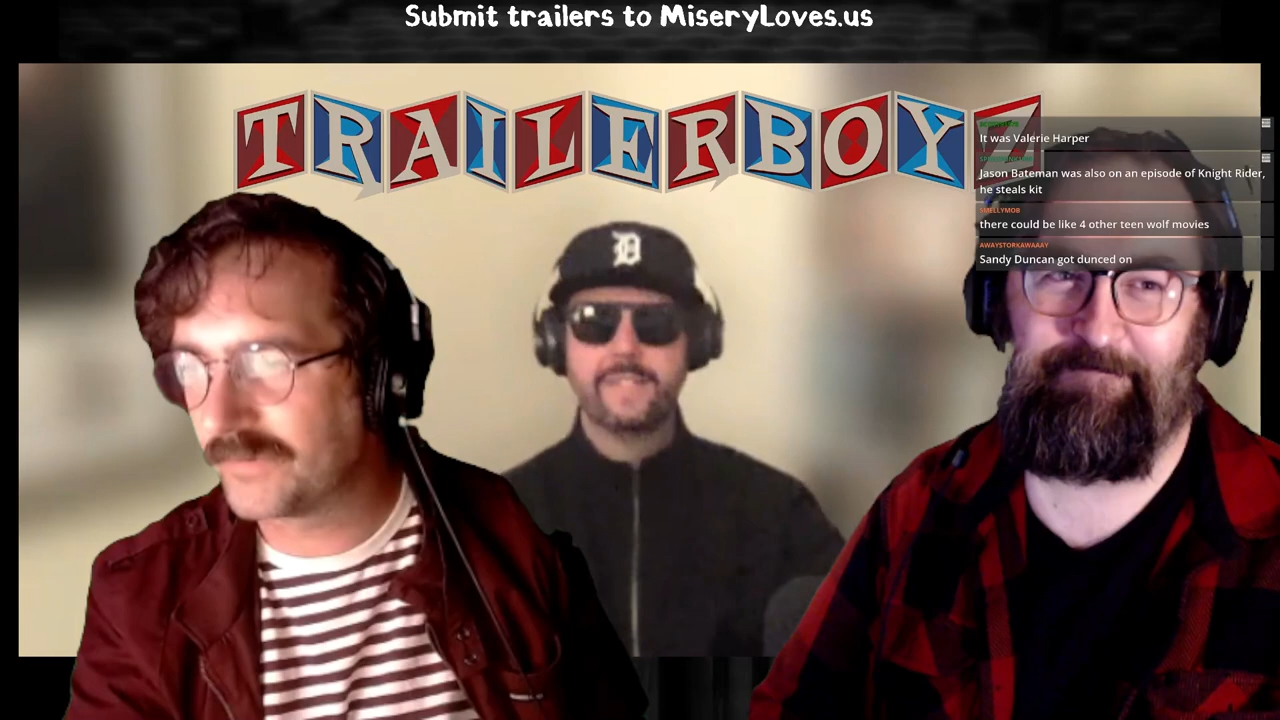 Submit trailers to MiseryLoves.us
TRAILERBOYZ
It was Valerie Harper
Jason Bateman was also on an episode of Knight Rider,
he steals kit
SMELLYMOB
there could be like 4 other teen wolf movies
AWAYSTORKAWAAAY
Sandy Duncan got dunced on
D